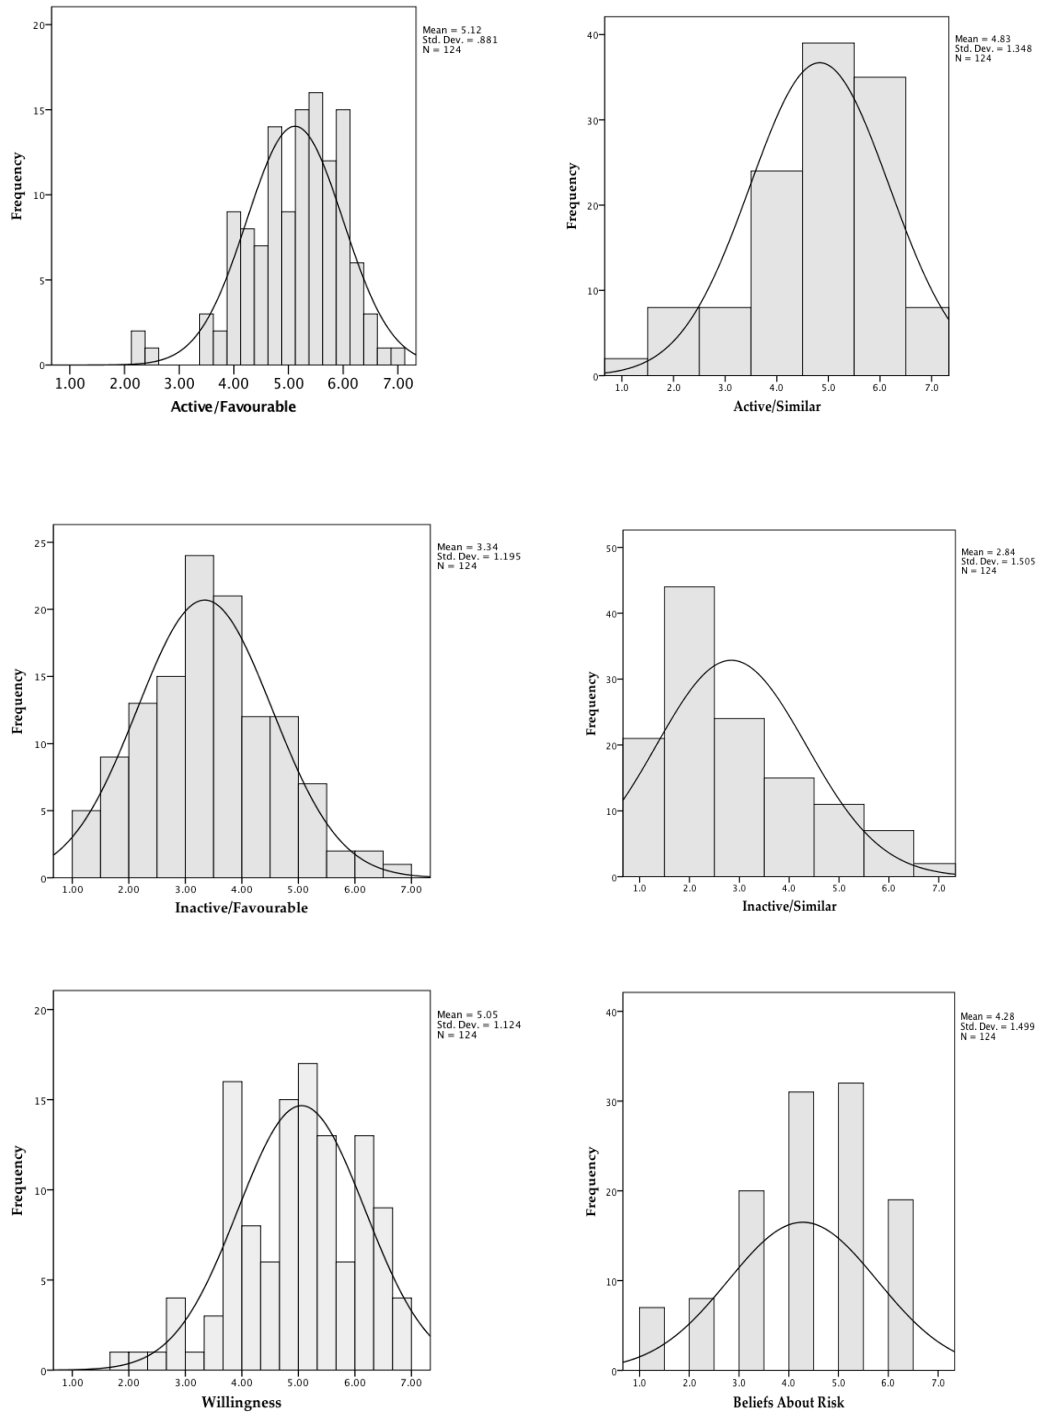 Mean = 5.12
Std. Dev. = .881
N = 124
20
15
10
5
0
Frequency
1.00 2.00 3.00 4.00 5.00 6.00 7.00
Active/Favourable
Mean = 4.83
Std. Dev. = 1.348
N = 124
40
30
20
10
0
Frequency
1.0 2.0 3.0 4.0 5.0 6.0 7.0
Active/Similar
Mean = 3.34
Std. Dev. = 1.195
N = 124
25
20
15
10
5
0
Frequency
1.00 2.00 3.00 4.00 5.00 6.00 7.00
Inactive/Favourable
Mean = 2.84
Std. Dev. = 1.505
N = 124
50
40
30
20
10
0
Frequency
1.0 2.0 3.0 4.0 5.0 6.0 7.0
Inactive/Similar
Mean = 5.05
Std. Dev. = 1.124
N = 124
20
15
10
5
0
Frequency
1.00 2.00 3.00 4.00 5.00 6.00 7.00
Willingness
Mean = 4.28
Std. Dev. = 1.499
N = 124
40
30
20
10
0
Frequency
1.0 2.0 3.0 4.0 5.0 6.0 7.0
Beliefs About Risk